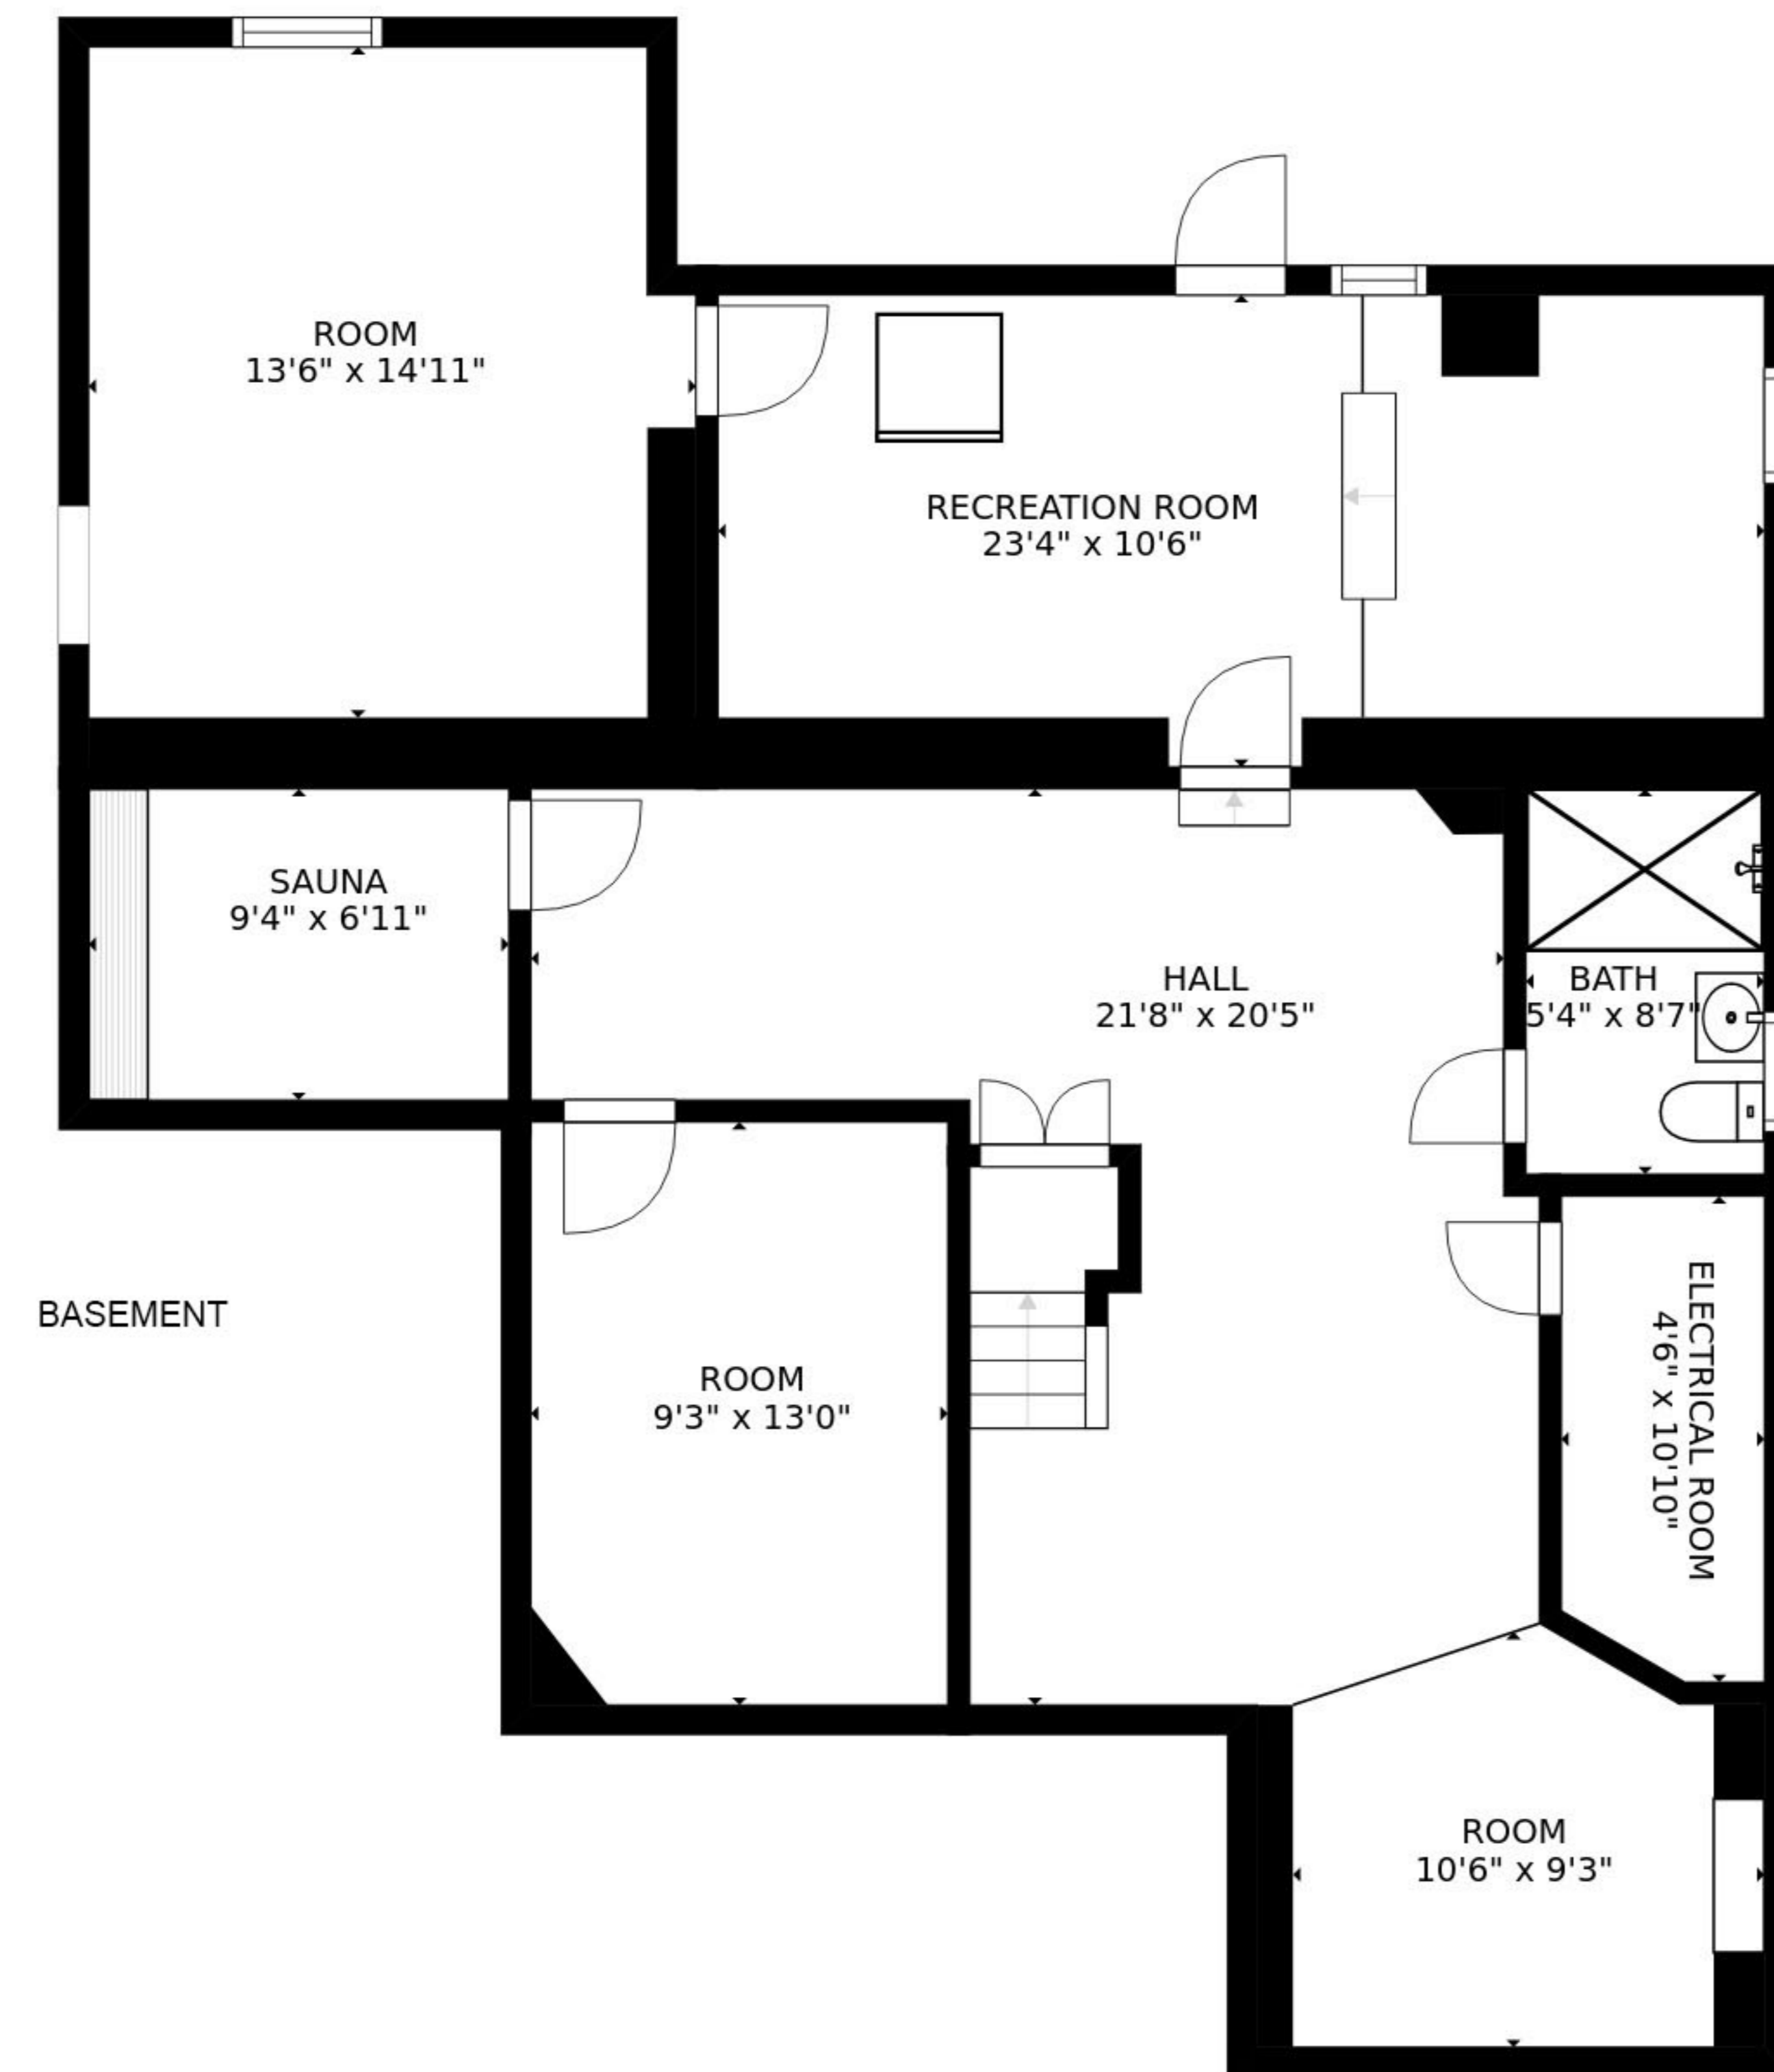 ROOM
13'6" x 14'11"
RECREATION ROOM
23'4" x 10'6"
SAUNA
9'4" x 6'11"
HALL
21'8" x 20'5"
BATH
5'4" x 8'7"
BASEMENT
ROOM
9'3" x 13'0"
ELECTRICAL ROOM
4'6" x 10'10"
ROOM
10'6" x 9'3"